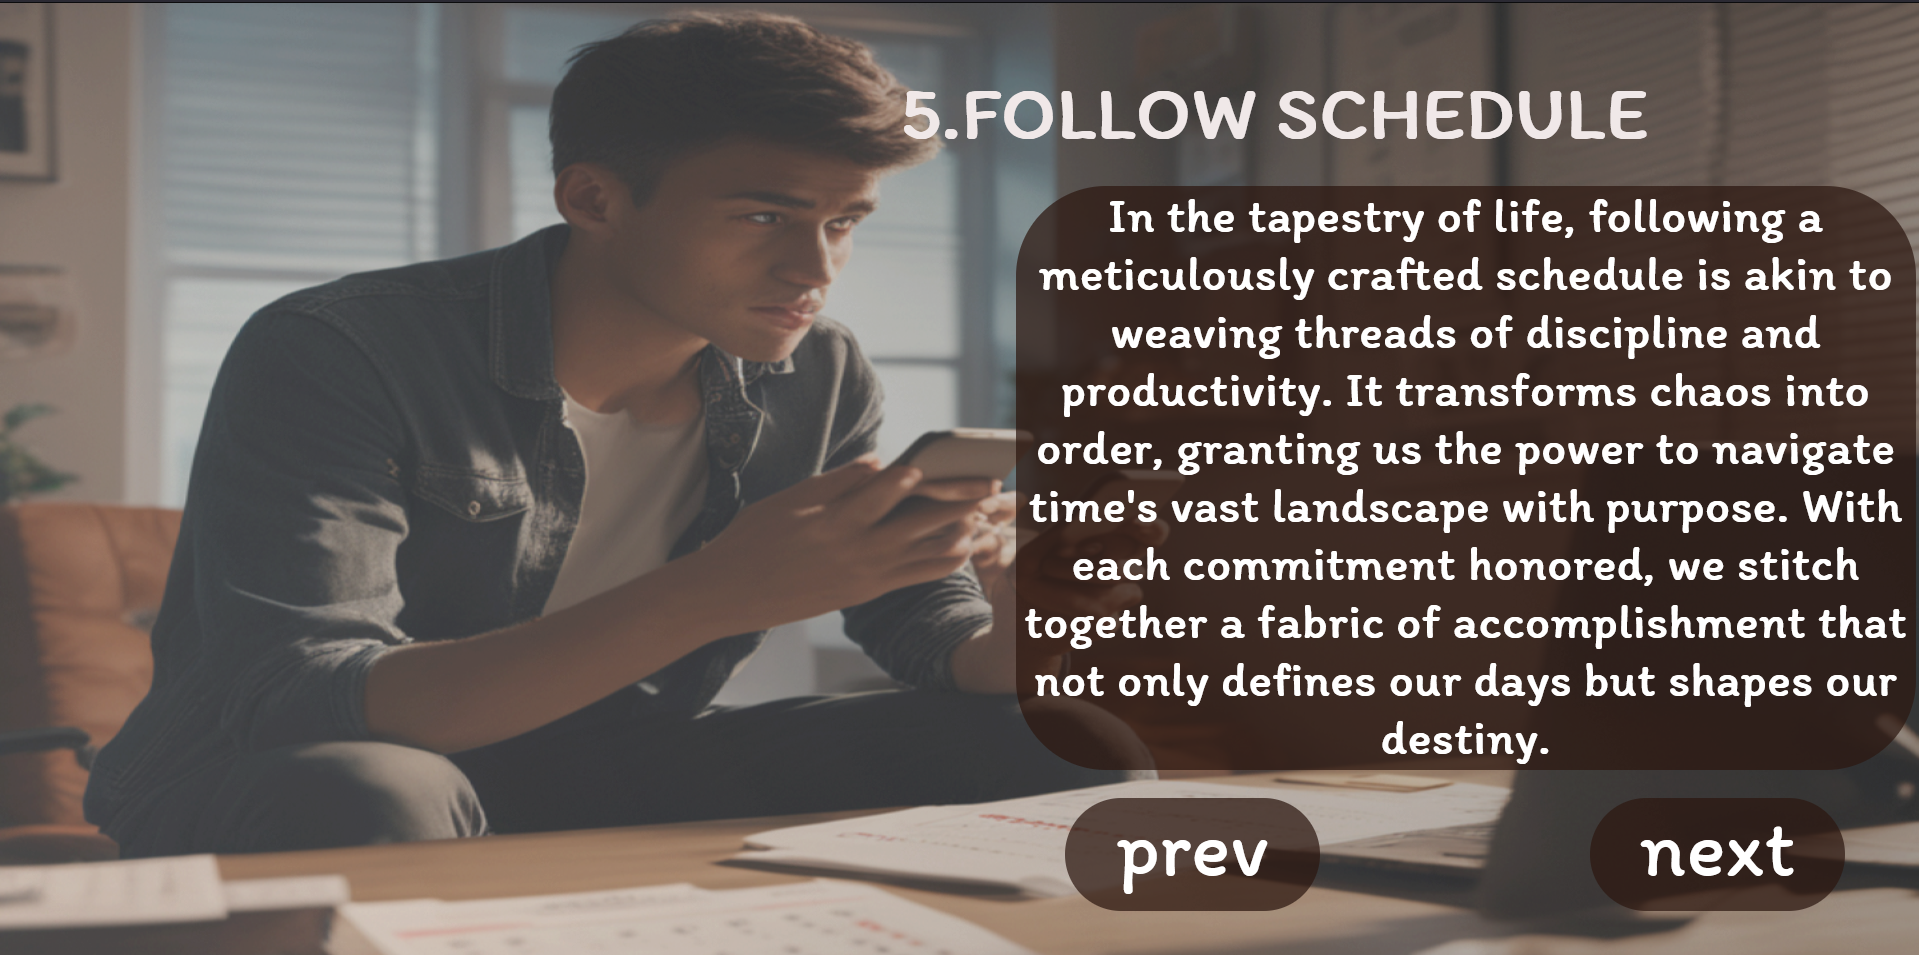 5.FOLLOW SCHEDULE
In the tapestry of life, following a
meticulously crafted schedule is akin to
weaving threads of discipline and
productivity. It transforms chaos into
order, granting us the power to navigate
time's vast landscape with purpose. With
each commitment honored, we stitch
together a fabric of accomplishment that
not only defines our days but shapes our
destiny.
prev
next